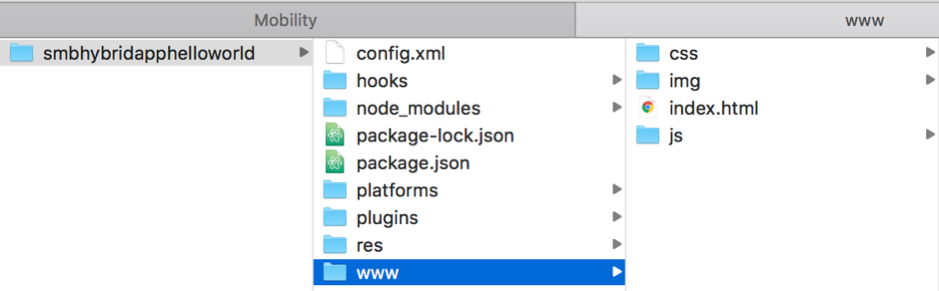 Mobility
www
smbhybridapphelloworld
config.xml
hooks
node_modules
package-lock.json
package.json
platforms
plugins
res
www
css
img
index.html
js